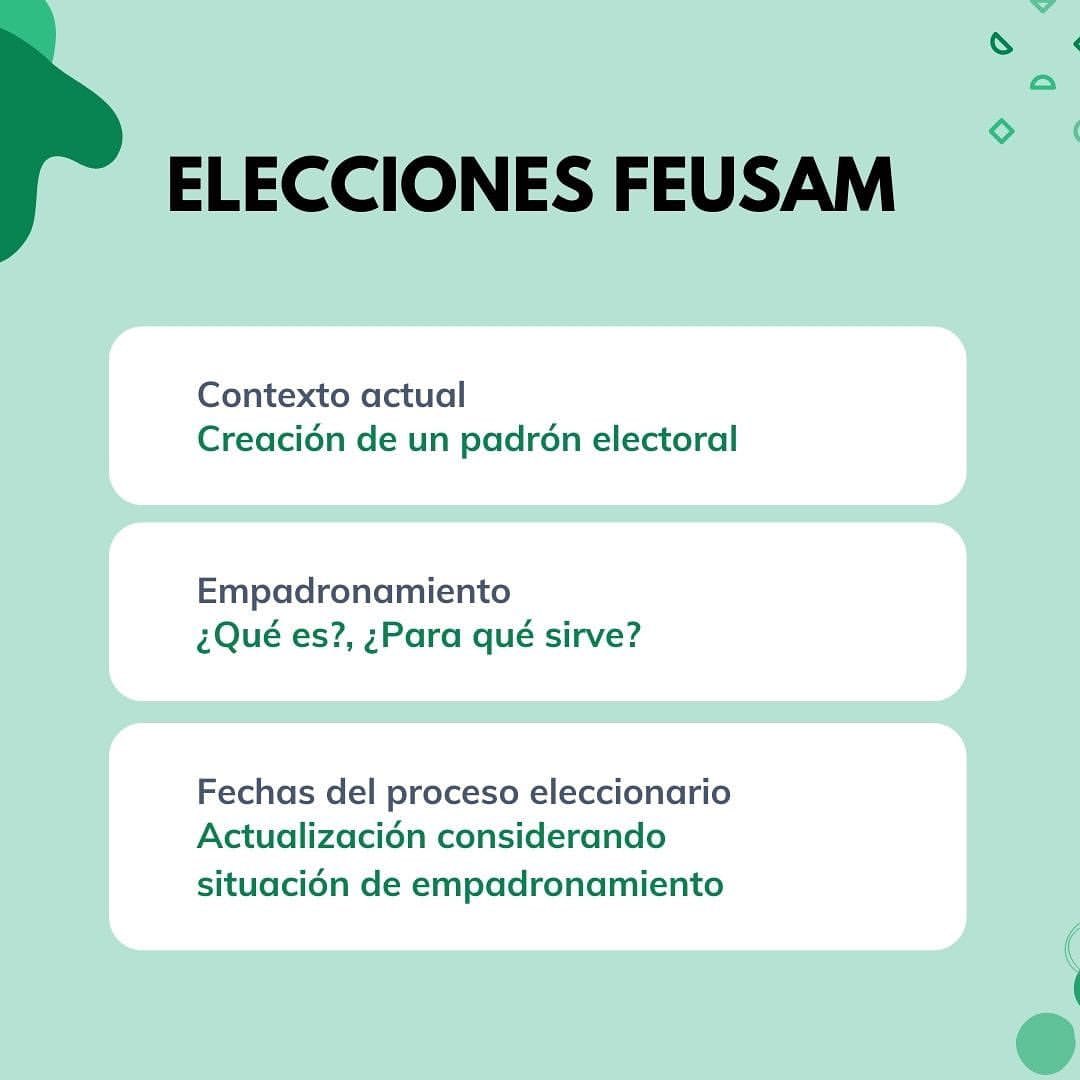 ELECCIONES FEUSAM
Contexto actual
Creación de un padrón electoral
Empadronamiento
¿Qué es?, ¿Para qué sirve?
Fechas del proceso eleccionario
Actualización considerando
situación de empadronamiento